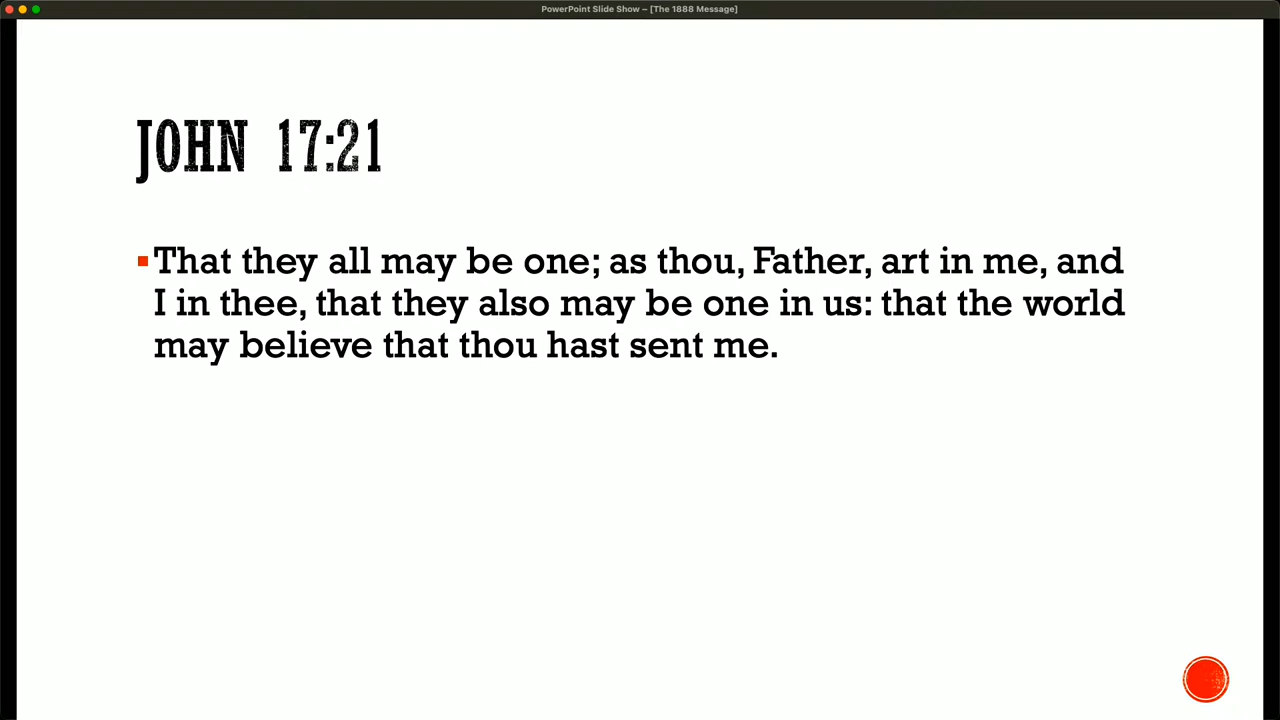 PowerPoint Slide Show – [The 1888 Message]
JOHN 17:21
That they all may be one; as thou, Father, art in me, and
I in thee, that they also may be one in us: that the world
may believe that thou hast sent me.